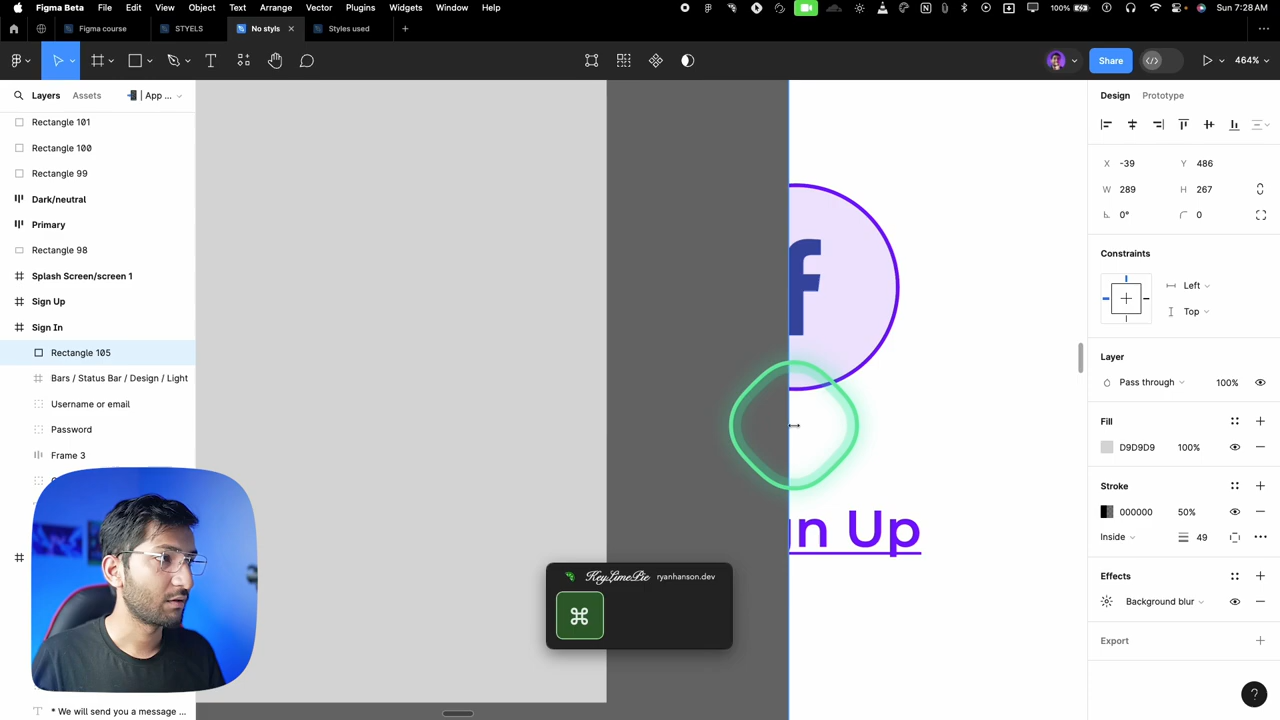 Figma Beta File Edit View Object Text Arrange Vector Plugins Widgets Window Help 100% Sun 7:28 AM
Figma course STYELS No styls Styles used
Share 464%
Layers Assets | App ...
Rectangle 101
Rectangle 100
Rectangle 99
Dark/neutral
Primary
Rectangle 98
Splash Screen/screen 1
Sign Up
Sign In
Rectangle 105
Bars / Status Bar / Design / Light
Username or email
Password
Frame 3
* We will send you a message ...
f
n Up
KeyLimePie ryanhanson.dev
⌘
Design Prototype
X -39 Y 486
W 289 H 267
0° 0
Constraints
Left
Top
Layer
Pass through 100%
Fill
D9D9D9 100%
Stroke
000000 50%
Inside 49
Effects
Background blur
Export
?